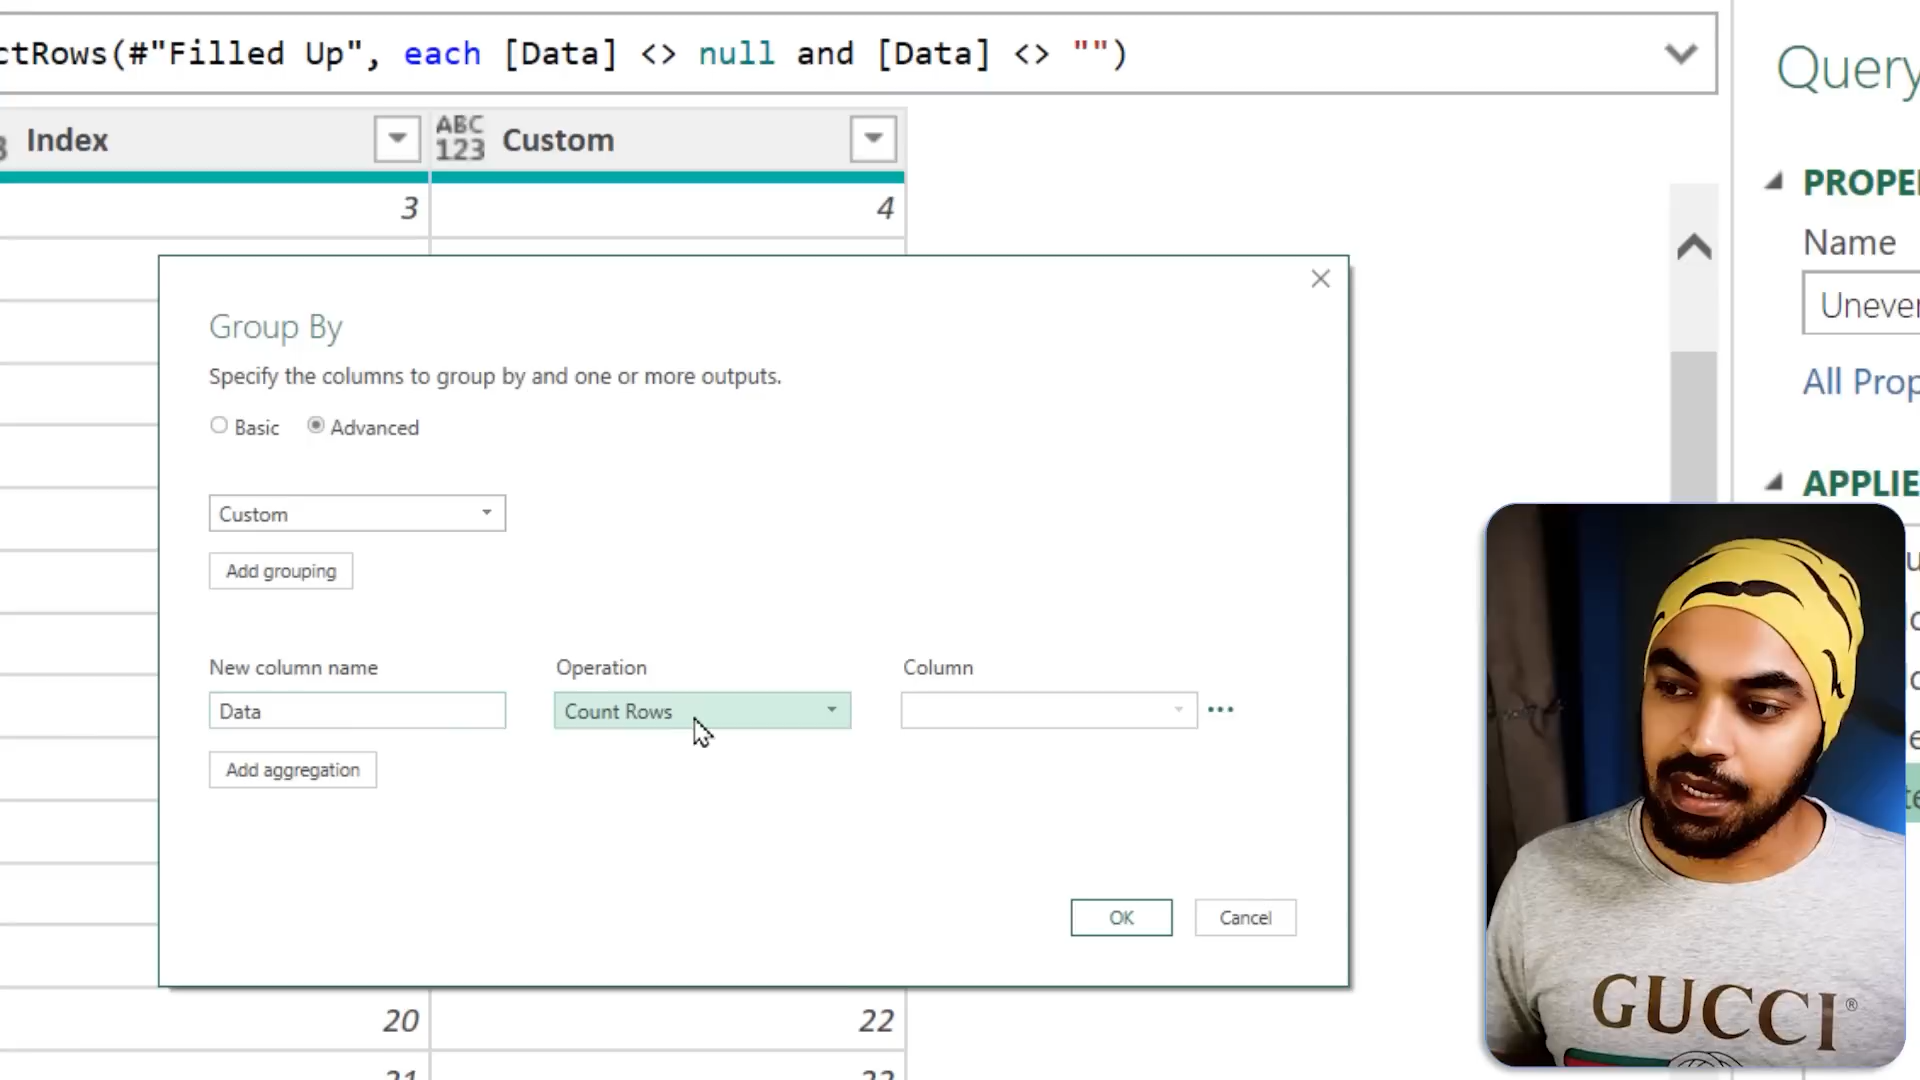 ctRows(#"Filled Up", each [Data] <> null and [Data] <> "")
Query
Index
ABC
123
Custom
PROPE
3
4
Name
Uneve
All Prop
Group By
Specify the columns to group by and one or more outputs.
Basic
Advanced
APPLIE
Custom
Add grouping
New column name
Operation
Column
Data
Count Rows
Add aggregation
OK
Cancel
20
22
GUCCI®